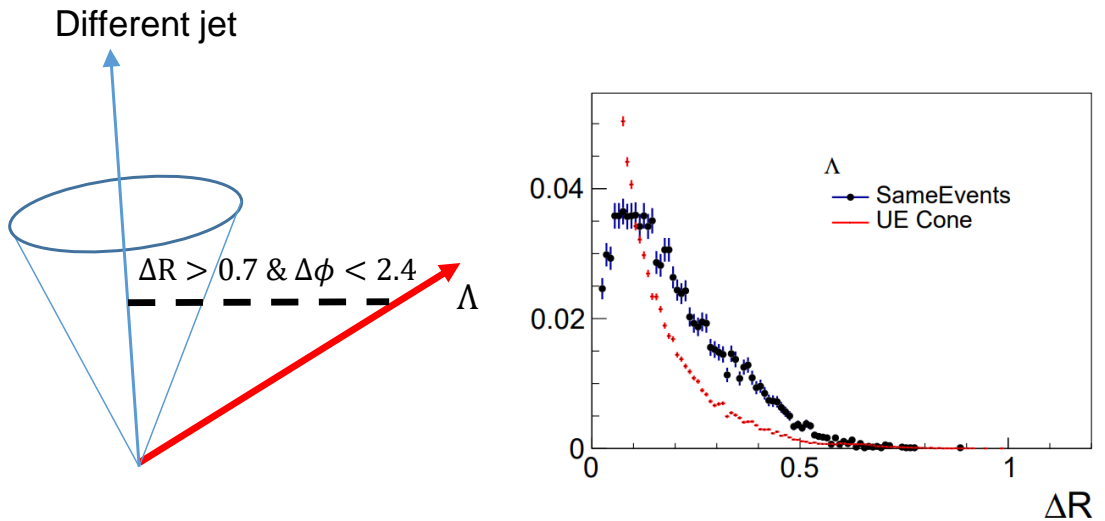 Different jet
ΔR > 0.7 & Δϕ < 2.4
Λ
Λ
SameEvents
UE Cone
0.04
0.02
0
0
0.5
1
ΔR